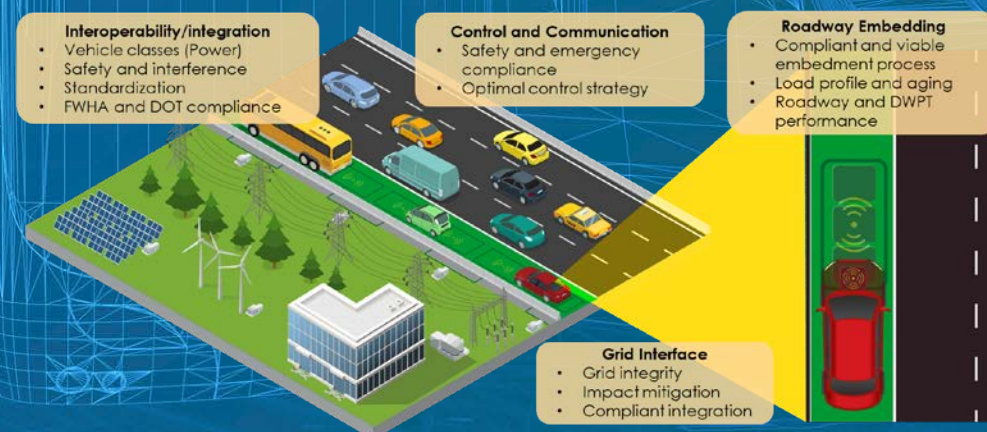 Interoperability/integration
• Vehicle classes (Power)
• Safety and interference
• Standardization
• FWHA and DOT compliance
Control and Communication
• Safety and emergency
compliance
• Optimal control strategy
Roadway Embedding
• Compliant and viable
embedment process
• Load profile and aging
• Roadway and DWPT
performance
Grid Interface
• Grid integrity
• Impact mitigation
• Compliant integration